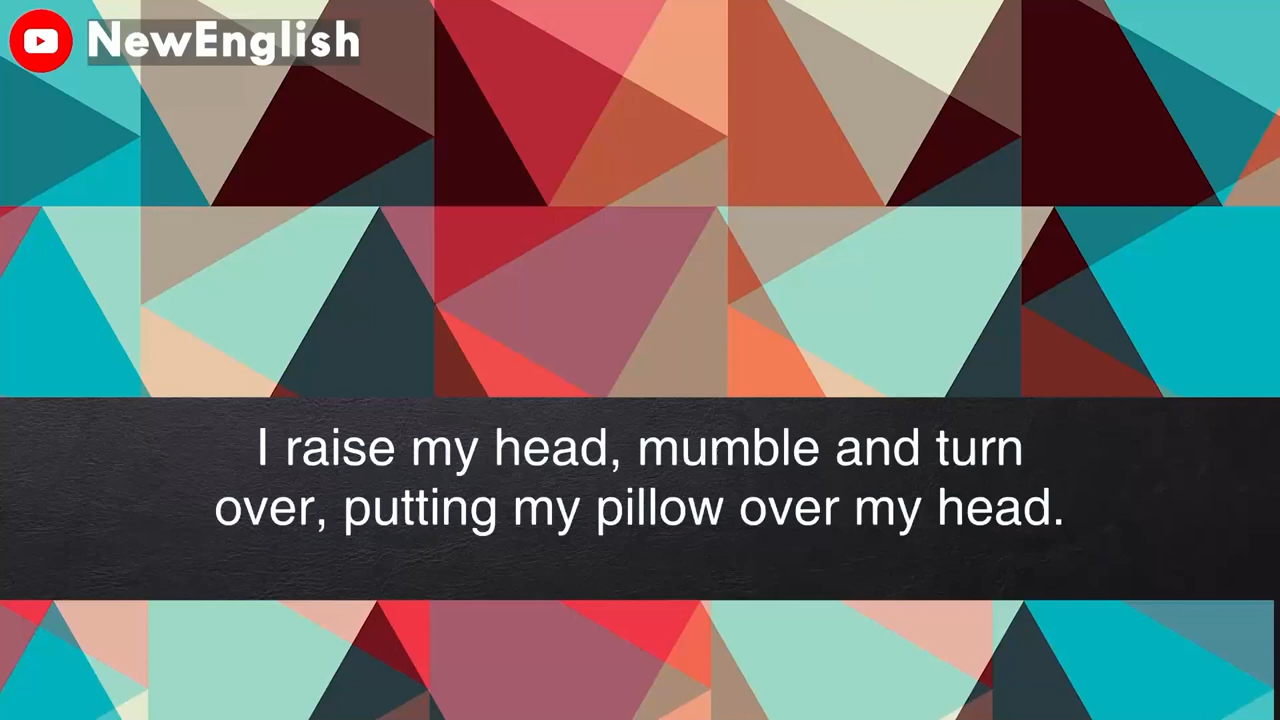 NewEnglish
I raise my head, mumble and turn
over, putting my pillow over my head.